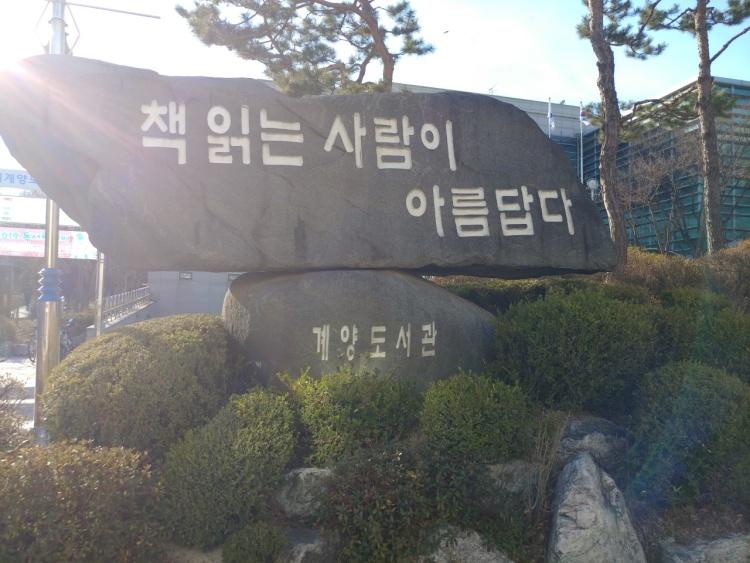 책 읽는 사람이
아름답다
계양도서관